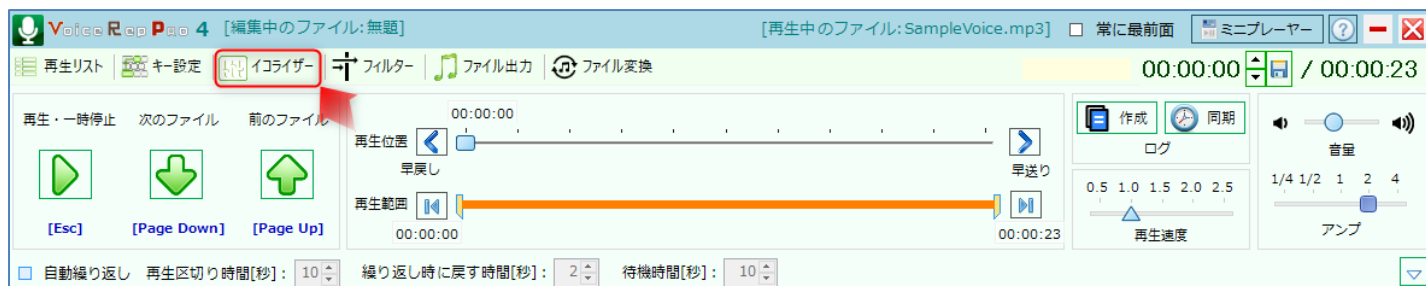 Voice Rep Pro 4 [編集中のファイル:無題] [再生中のファイル:SampleVoice.mp3] 常に最前面 ミニプレーヤー ?
再生リスト キー設定 イコライザー フィルター ファイル出力 ファイル変換 00:00:00 / 00:00:23
再生・一時停止 次のファイル 前のファイル
[Esc] [Page Down] [Page Up]
00:00:00
再生位置
早戻し 早送り
再生範囲
00:00:00 00:00:23
作成 同期
ログ
0.5 1.0 1.5 2.0 2.5
再生速度
音量
1/4 1/2 1 2 4
アンプ
自動繰り返し 再生区切り時間[秒]: 10 繰り返し時に戻す時間[秒]: 2 待機時間[秒]: 10